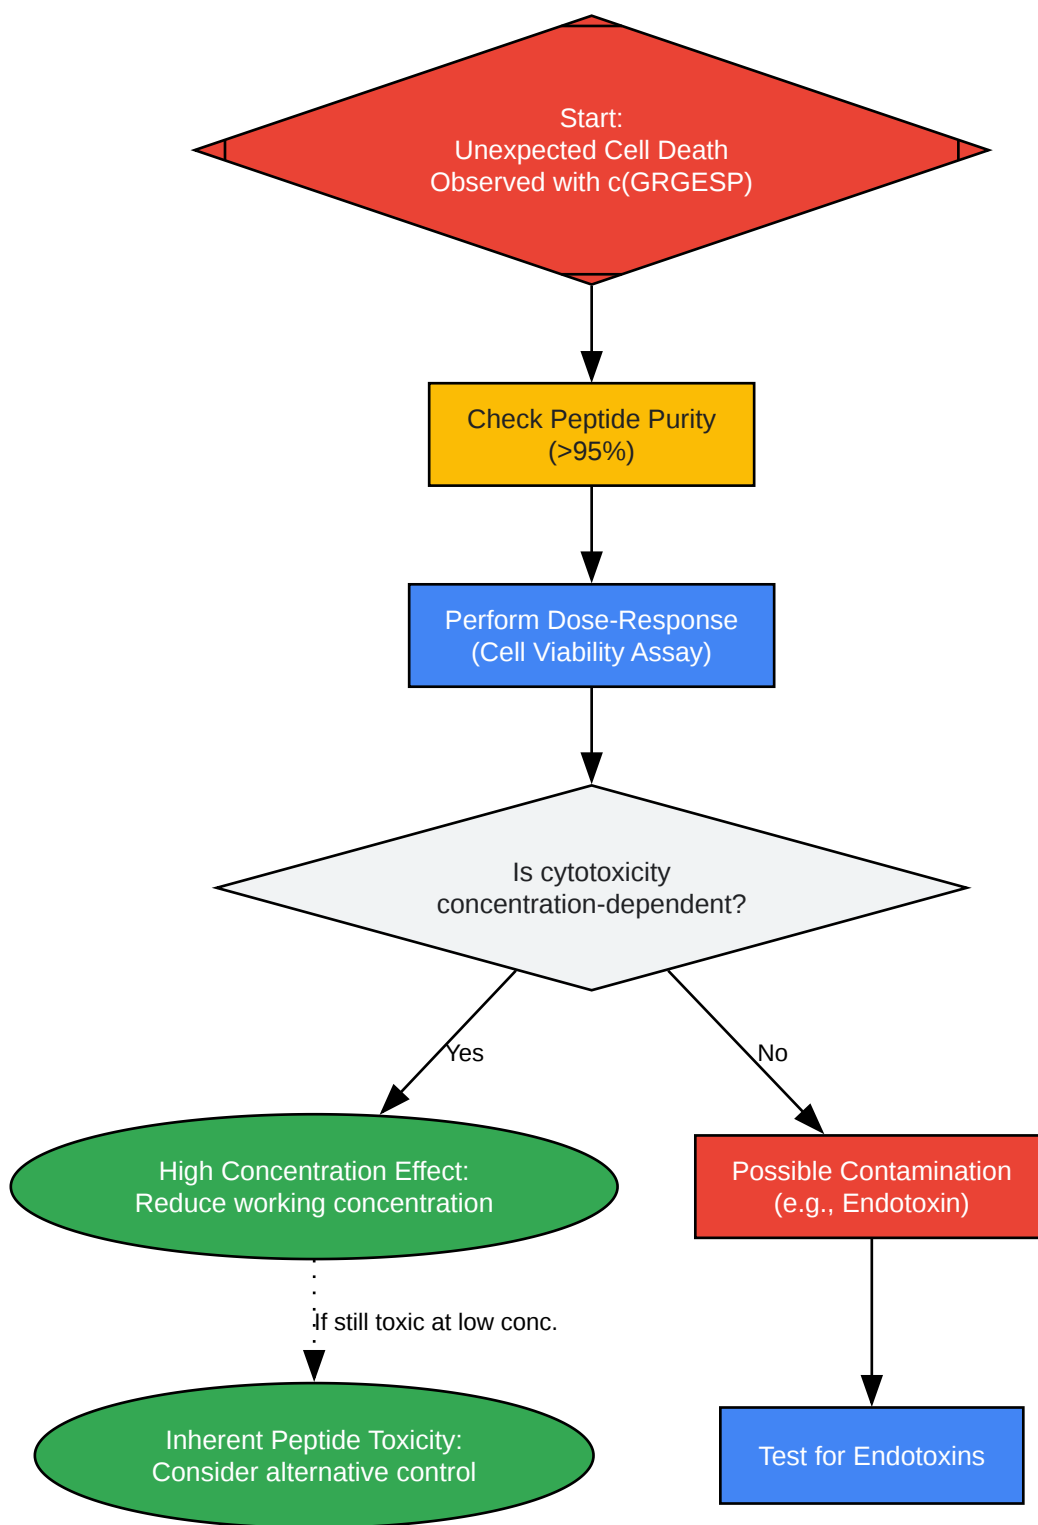 Start:
Unexpected Cell Death
Observed with c(GRGESP)
Check Peptide Purity
(>95%)
Perform Dose-Response
(Cell Viability Assay)
Is cytotoxicity
concentration-dependent?
Yes
No
High Concentration Effect:
Reduce working concentration
Possible Contamination
(e.g., Endotoxin)
If still toxic at low conc.
Inherent Peptide Toxicity:
Consider alternative control
Test for Endotoxins